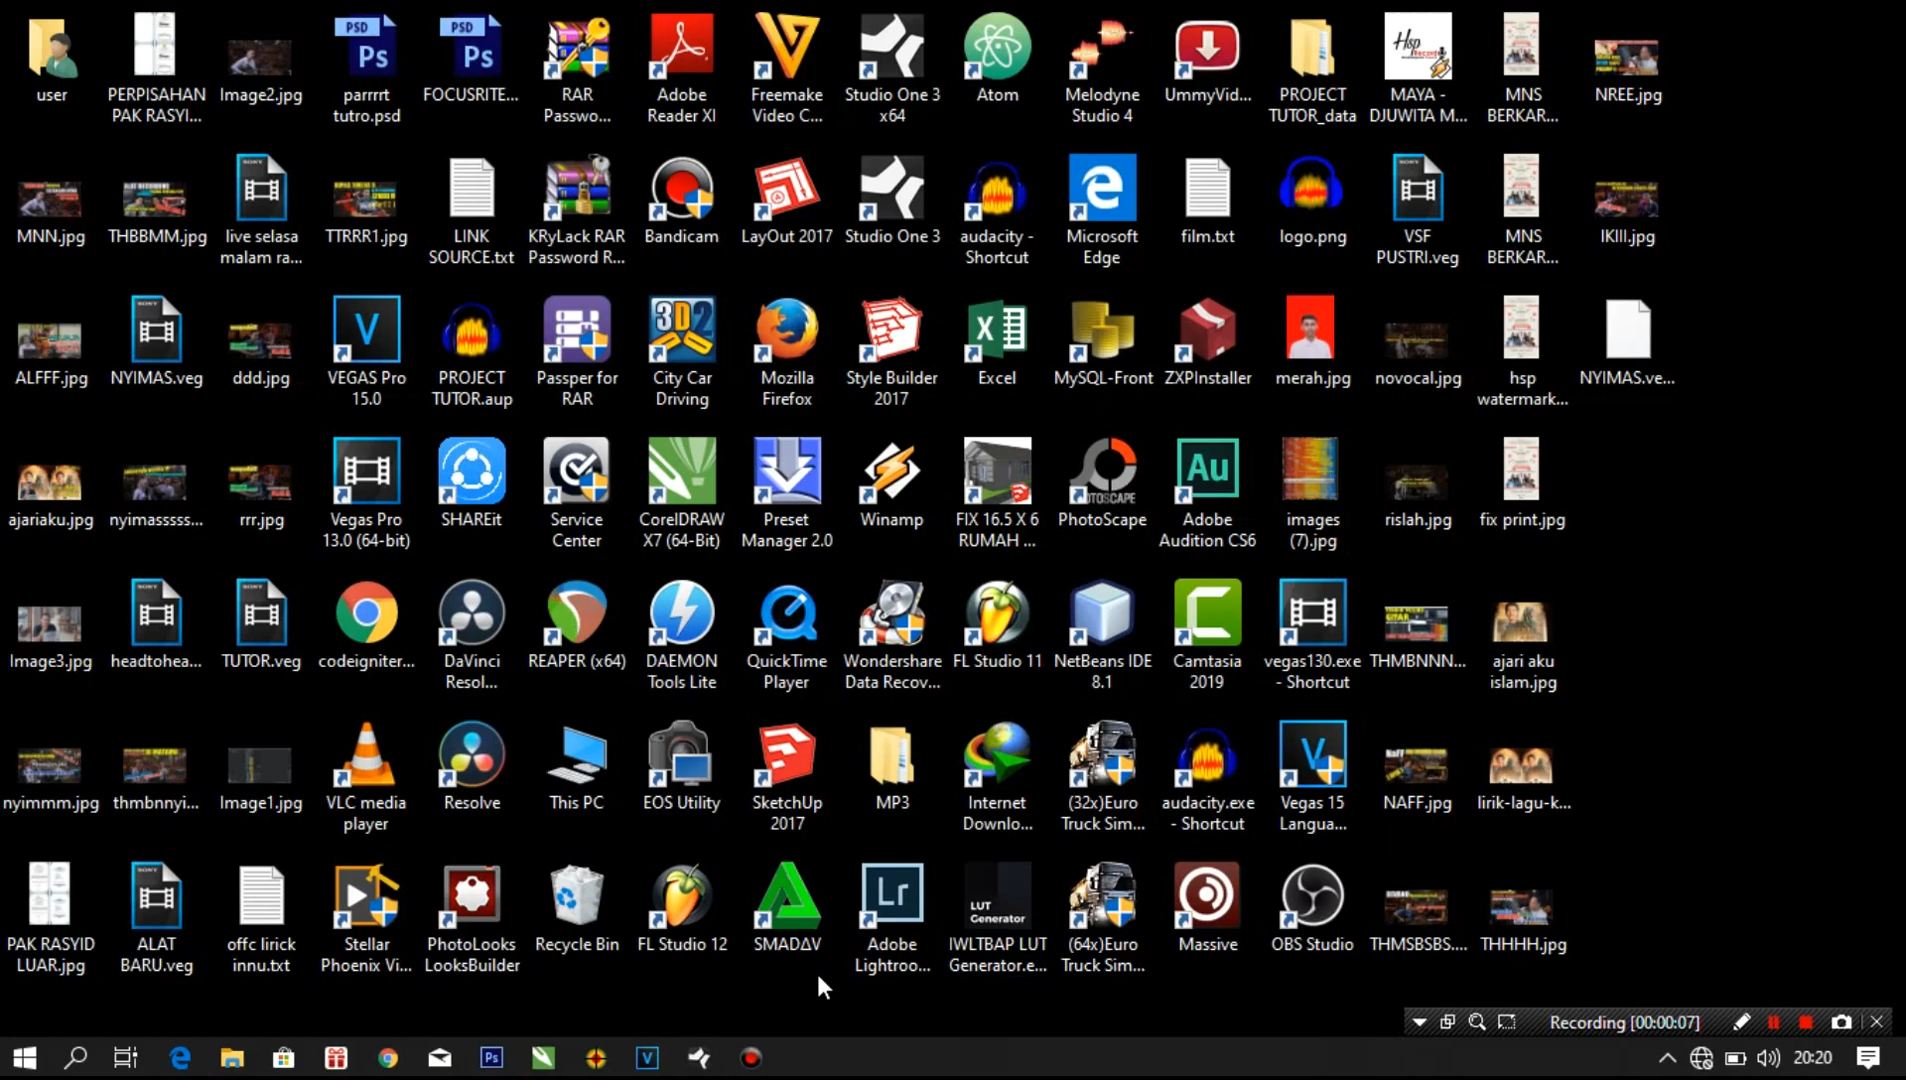 user
PERPISAHAN
PAK RASYI...
Image2.jpg
parrrrt
tutro.psd
FOCUSRITE...
RAR
Passwo...
Adobe
Reader XI
Freemake
Video C...
Studio One 3
x64
Atom
Melodyne
Studio 4
UmmyVid...
PROJECT
TUTOR_data
MAYA -
DJUWITA M...
MNS
BERKAR...
NREE.jpg
MNN.jpg
THBBMM.jpg
live selasa
malam ra...
TTRRR1.jpg
LINK
SOURCE.txt
KRyLack RAR
Password R...
Bandicam
LayOut 2017
Studio One 3
audacity -
Shortcut
Microsoft
Edge
film.txt
logo.png
VSF
PUSTRI.veg
MNS
BERKAR...
IKIII.jpg
ALFFF.jpg
NYIMAS.veg
ddd.jpg
VEGAS Pro
15.0
PROJECT
TUTOR.aup
Passper for
RAR
City Car
Driving
Mozilla
Firefox
Style Builder
2017
Excel
MySQL-Front
ZXPInstaller
merah.jpg
novocal.jpg
hsp
watermark...
NYIMAS.ve...
ajariaku.jpg
nyimasssss...
rrr.jpg
Vegas Pro
13.0 (64-bit)
SHAREit
Service
Center
CorelDRAW
X7 (64-Bit)
Preset
Manager 2.0
Winamp
FIX 16.5 X 6
RUMAH ...
PhotoScape
Adobe
Audition CS6
images
(7).jpg
rislah.jpg
fix print.jpg
Image3.jpg
headtohea...
TUTOR.veg
codeigniter...
DaVinci
Resol...
REAPER (x64)
DAEMON
Tools Lite
QuickTime
Player
Wondershare
Data Recov...
FL Studio 11
NetBeans IDE
8.1
Camtasia
2019
vegas130.exe
- Shortcut
THMBNNN...
ajari aku
islam.jpg
nyimmm.jpg
thmbnnyi...
Image1.jpg
VLC media
player
Resolve
This PC
EOS Utility
SketchUp
2017
MP3
Internet
Downlo...
(32x)Euro
Truck Sim...
audacity.exe
- Shortcut
Vegas 15
Langua...
NAFF.jpg
lirik-lagu-k...
PAK RASYID
LUAR.jpg
ALAT
BARU.veg
offc lirick
innu.txt
Stellar
Phoenix Vi...
PhotoLooks
LooksBuilder
Recycle Bin
FL Studio 12
SMADΔV
Adobe
Lightroo...
LUT
Generator
IWLTBAP LUT
Generator.e...
(64x)Euro
Truck Sim...
Massive
OBS Studio
THMSBSBS....
THHHH.jpg
Recording [00:00:07]
20:20